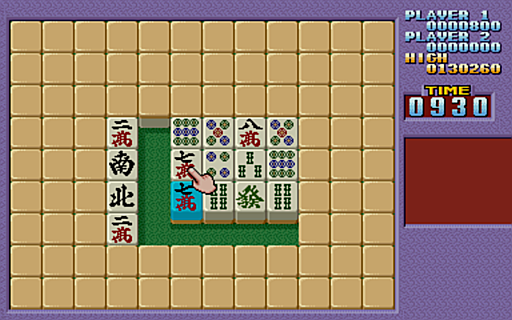 PLAYER 1
0000800
PLAYER 2
0000000
HIGH
0130260
TIME
0930
二萬 八萬
南 七萬
北 七萬 發
二萬